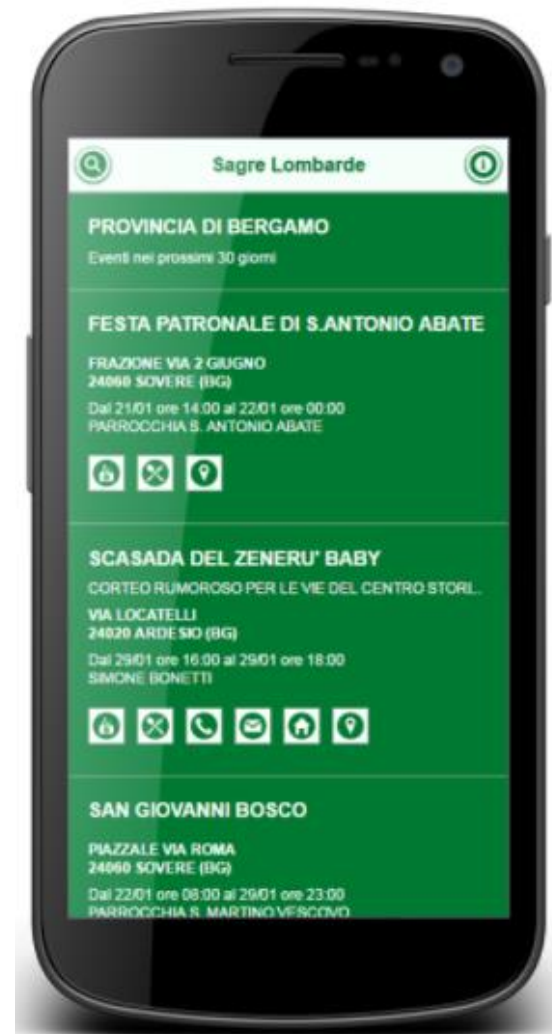 Sagre Lombarde
PROVINCIA DI BERGAMO
Eventi nei prossimi 30 giorni
FESTA PATRONALE DI S.ANTONIO ABATE
FRAZIONE VIA 2 GIUGNO
24060 SOVERE (BG)
Dal 21/01 ore 14:00 al 22/01 ore 00:00
PARROCCHIA S. ANTONIO ABATE
SCASADA DEL ZENERU' BABY
CORTEO RUMOROSO PER LE VIE DEL CENTRO STORI...
VIA LOCATELLI
24020 ARDESIO (BG)
Dal 29/01 ore 16:00 al 29/01 ore 18:00
SIMONE BONETTI
SAN GIOVANNI BOSCO
PIAZZALE VIA ROMA
24060 SOVERE (BG)
Dal 22/01 ore 08:00 al 29/01 ore 23:00
PARROCCHIA S. MARTINO VESCOVO